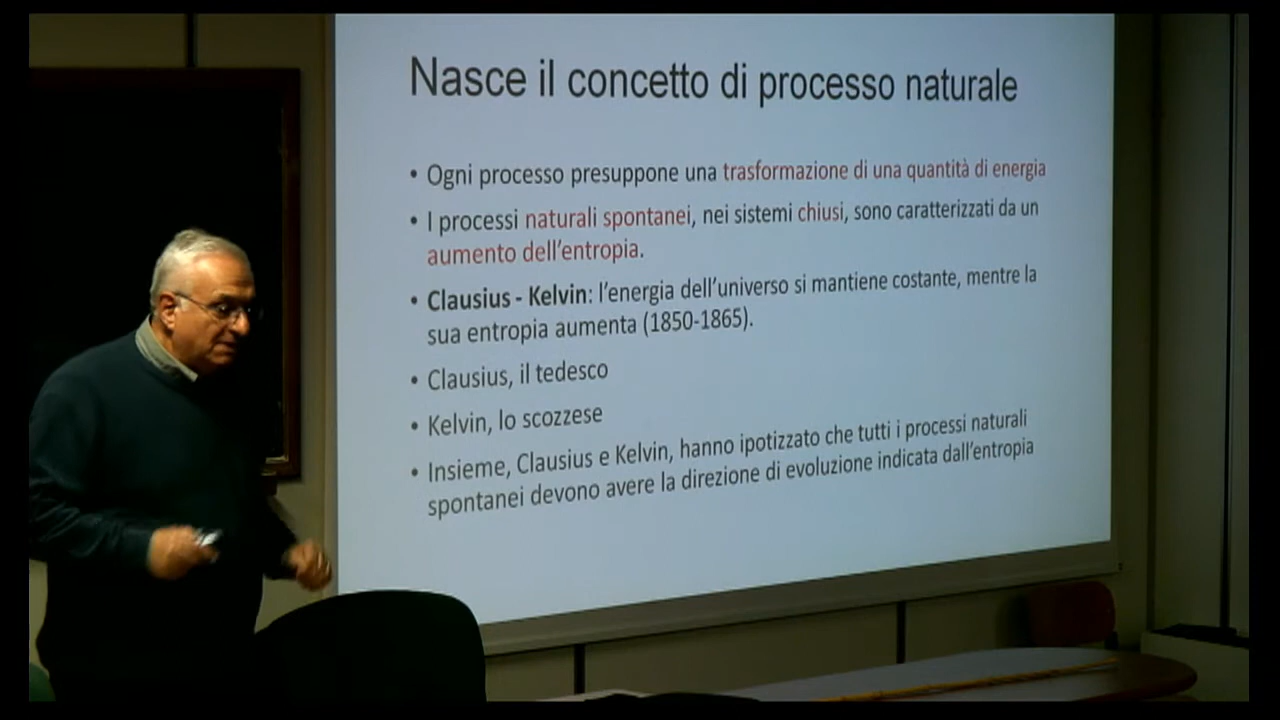 Nasce il concetto di processo naturale
• Ogni processo presuppone una trasformazione di una quantità di energia
• I processi naturali spontanei, nei sistemi chiusi, sono caratterizzati da un
aumento dell'entropia.
• Clausius - Kelvin: l'energia dell'universo si mantiene costante, mentre la
sua entropia aumenta (1850-1865).
• Clausius, il tedesco
• Kelvin, lo scozzese
• Insieme, Clausius e Kelvin, hanno ipotizzato che tutti i processi naturali
spontanei devono avere la direzione di evoluzione indicata dall'entropia